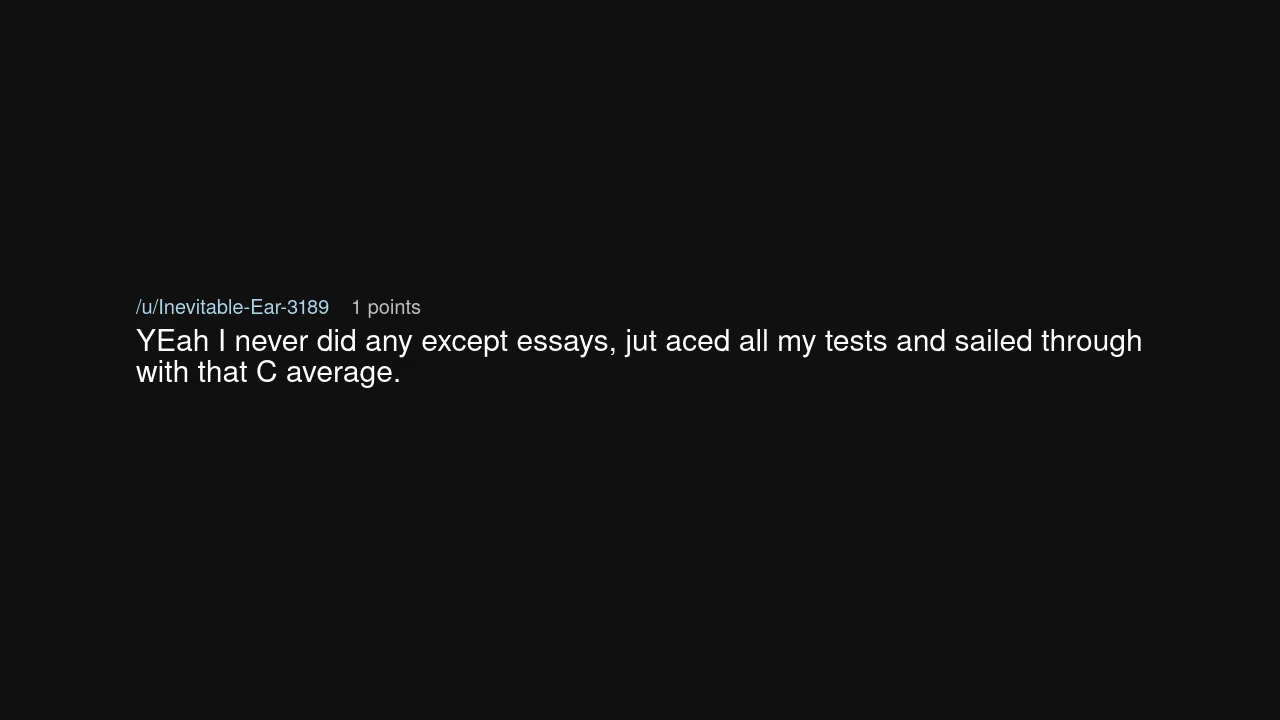 /u/Inevitable-Ear-3189 1 points
YEah I never did any except essays, jut aced all my tests and sailed through
with that C average.